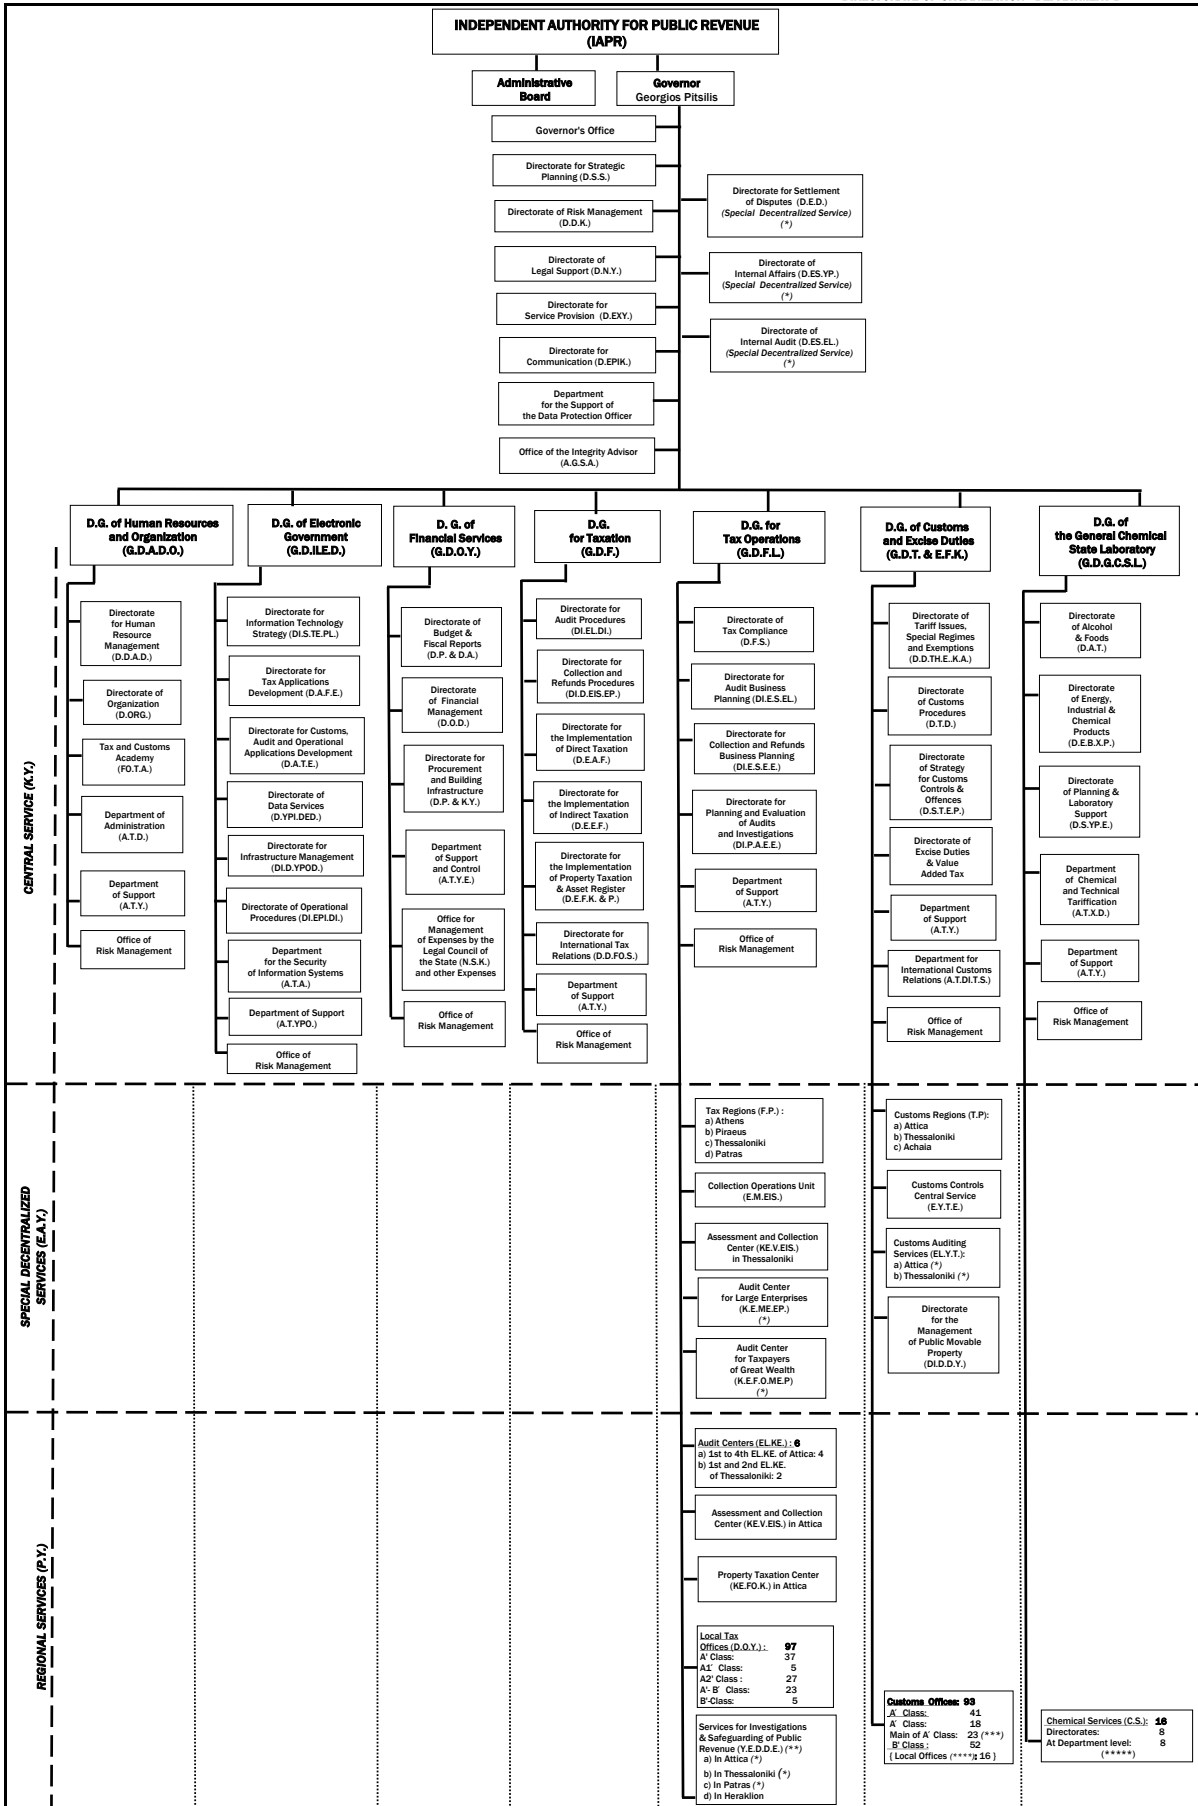 INDEPENDENT AUTHORITY FOR PUBLIC REVENUE
(IAPR)
Administrative
Board
Governor
Georgios Pitsilis
Governor's Office
Directorate for Strategic
Planning (D.S.S.)
Directorate of Risk Management
(D.D.K.)
Directorate of
Legal Support (D.N.Y.)
Directorate for
Service Provision (D.EXY.)
Directorate for
Communication (D.EPIK.)
Department
for the Support of
the Data Protection Officer
Office of the Integrity Advisor
(A.G.S.A.)
Directorate for Settlement
of Disputes (D.E.D.)
(Special Decentralized Service)
(*)
Directorate of
Internal Affairs (D.ES.YP.)
(Special Decentralized Service)
(*)
Directorate of
Internal Audit (D.ES.EL.)
(Special Decentralized Service)
(*)
CENTRAL SERVICE (K.Y.)
D.G. of Human Resources
and Organization
(G.D.A.D.O.)
Directorate
for Human
Resource
Management
(D.D.A.D.)
Directorate of
Organization
(D.ORG.)
Tax and Customs
Academy
(FO.T.A.)
Department of
Administration
(A.T.D.)
Department
of Support
(A.T.Y.)
Office of
Risk Management
D.G. of Electronic
Government
(G.D.ILE.D.)
Directorate for
Information Technology
Strategy (DI.S.TE.PL.)
Directorate for
Tax Applications
Development (D.A.F.E.)
Directorate for Customs,
Audit and Operational
Applications Development
(D.A.T.E.)
Directorate of
Data Services
(D.YPI.DED.)
Directorate for
Infrastructure Management
(DI.D.YPOD.)
Directorate of Operational
Procedures (DI.EPI.DI.)
Department
for the Security
of Information Systems
(A.T.A.)
Department of Support
(A.T.YPO.)
Office of
Risk Management
D. G. of
Financial Services
(G.D.O.Y.)
Directorate of
Budget &
Fiscal Reports
(D.P. & D.A.)
Directorate
of Financial
Management
(D.O.D.)
Directorate for
Procurement
and Building
Infrastructure
(D.P. & K.Y.)
Department
of Support
and Control
(A.T.Y.E.)
Office for
Management
of Expenses by the
Legal Council of
the State (N.S.K.)
and other Expenses
Office of
Risk Management
D.G.
for Taxation
(G.D.F.)
Directorate for
Audit Procedures
(DI.EL.DI.)
Directorate for
Collection and
Refunds Procedures
(DI.D.EIS.EP.)
Directorate for
the Implementation
of Direct Taxation
(D.E.A.F.)
Directorate for
the Implementation
of Indirect Taxation
(D.E.E.F.)
Directorate for
the Implementation
of Property Taxation
& Asset Register
(D.E.F.K. & P.)
Directorate for
International Tax
Relations (D.D.FO.S.)
Department
of Support
(A.T.Y.)
Office of
Risk Management
D.G. for
Tax Operations
(G.D.F.L.)
Directorate of
Tax Compliance
(D.F.S.)
Directorate for
Audit Business
Planning (DI.E.S.EL.)
Directorate for
Collection and Refunds
Business Planning
(DI.E.S.E.E.)
Directorate for
Planning and Evaluation
of Audits
and Investigations
(DI.P.A.E.E.)
Department
of Support
(A.T.Y.)
Office of
Risk Management
D.G. of Customs
and Excise Duties
(G.D.T. & E.F.K.)
Directorate of
Tariff Issues,
Special Regimes
and Exemptions
(D.D.TH.E..K.A.)
Directorate
of Customs
Procedures
(D.T.D.)
Directorate
of Strategy
for Customs
Controls &
Offences
(D.S.T.E.P.)
Directorate of
Excise Duties
& Value
Added Tax
Department
of Support
(A.T.Y.)
Department for
International Customs
Relations (A.T.DI.T.S.)
Office of
Risk Management
D.G. of
the General Chemical
State Laboratory
(G.D.G.C.S.L.)
Directorate
of Alcohol
& Foods
(D.A.T.)
Directorate
of Energy,
Industrial &
Chemical
Products
(D.E.B.X.P.)
Directorate
of Planning &
Laboratory
Support
(D.S.YP.E.)
Department
of Chemical
and Technical
Tariffication
(A.T.X.D.)
Department
of Support
(A.T.Y.)
Office of
Risk Management
SPECIAL DECENTRALIZED
SERVICES (E.A.Y.)
Tax Regions (F.P.) :
a) Athens
b) Piraeus
c) Thessaloniki
d) Patras
Collection Operations Unit
(E.M.EIS.)
Assessment and Collection
Center (KE.V.EIS.)
in Thessaloniki
Audit Center
for Large Enterprises
(K.E.ME.EP.)
(*)
Audit Center
for Taxpayers
of Great Wealth
(K.E.F.O.ME.P)
(*)
Customs Regions (T.P):
a) Attica
b) Thessaloniki
c) Achaia
Customs Controls
Central Service
(E.Y.T.E.)
Customs Auditing
Services (EL.Y.T.):
a) Attica (*)
b) Thessaloniki (*)
Directorate
for the
Management
of Public Movable
Property
(DI.D.D.Y.)
REGIONAL SERVICES (P.Y.)
Audit Centers (EL.KE.) : 6
a) 1st to 4th EL.KE. of Attica: 4
b) 1st and 2nd EL.KE.
of Thessaloniki: 2
Assessment and Collection
Center (KE.V.EIS.) in Attica
Property Taxation Center
(KE.FO.K.) in Attica
Local Tax
Offices (D.O.Y.) : 97
A' Class: 37
A1' Class: 5
A2' Class : 27
A'- B' Class: 23
B'-Class: 5
Services for Investigations
& Safeguarding of Public
Revenue (Y.E.D.D.E.) (**)
a) In Attica (*)
b) In Thessaloniki (*)
c) In Patras (*)
d) In Heraklion
Customs Offices: 93
A' Class: 41
A' Class: 18
Main of A' Class: 23 (***)
B' Class : 52
{ Local Offices (****): 16 }
Chemical Services (C.S.): 16
Directorates: 8
At Department level: 8
(*****)